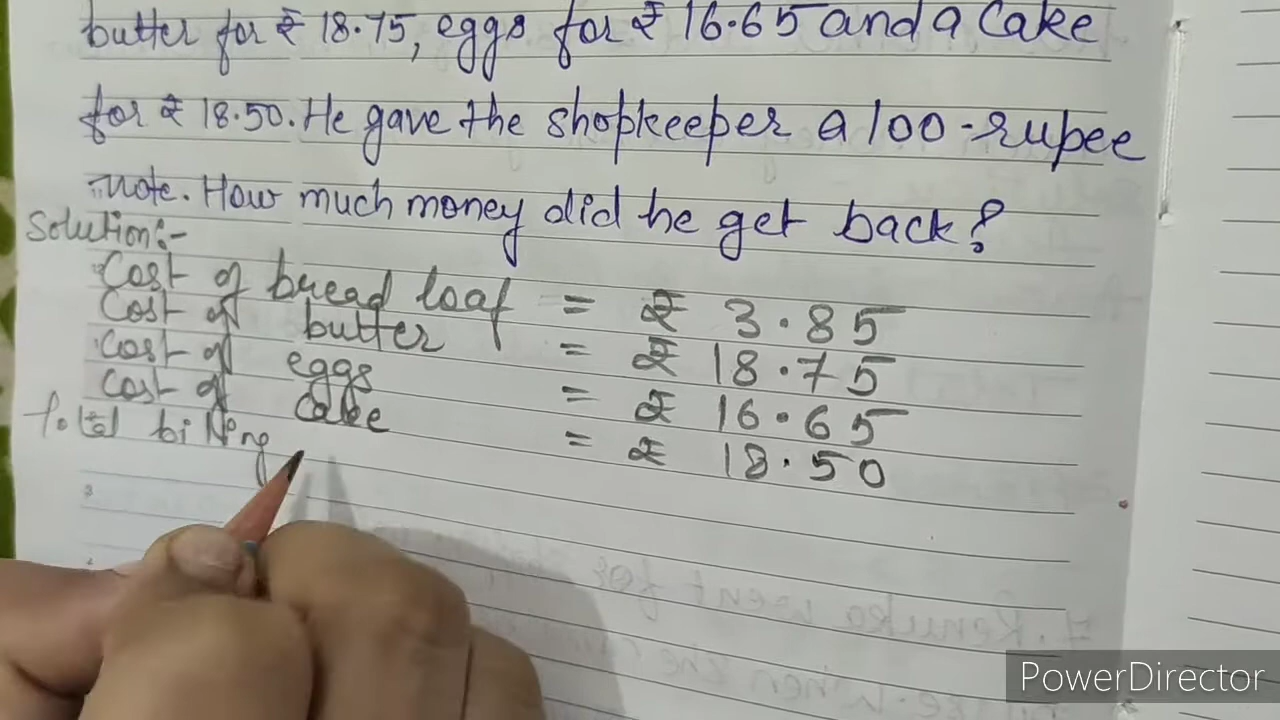 butter for ₹ 18.75, eggs for ₹ 16.65 and a Cake
for ₹ 18.50. He gave the shopkeeper a 100-rupee
note. How much money did he get back?
Solution:-
Cost of bread loaf = ₹ 3.85
Cost of butter = ₹ 18.75
Cost of eggs = ₹ 16.65
Cost of cake = ₹ 18.50
Total billing
PowerDirector